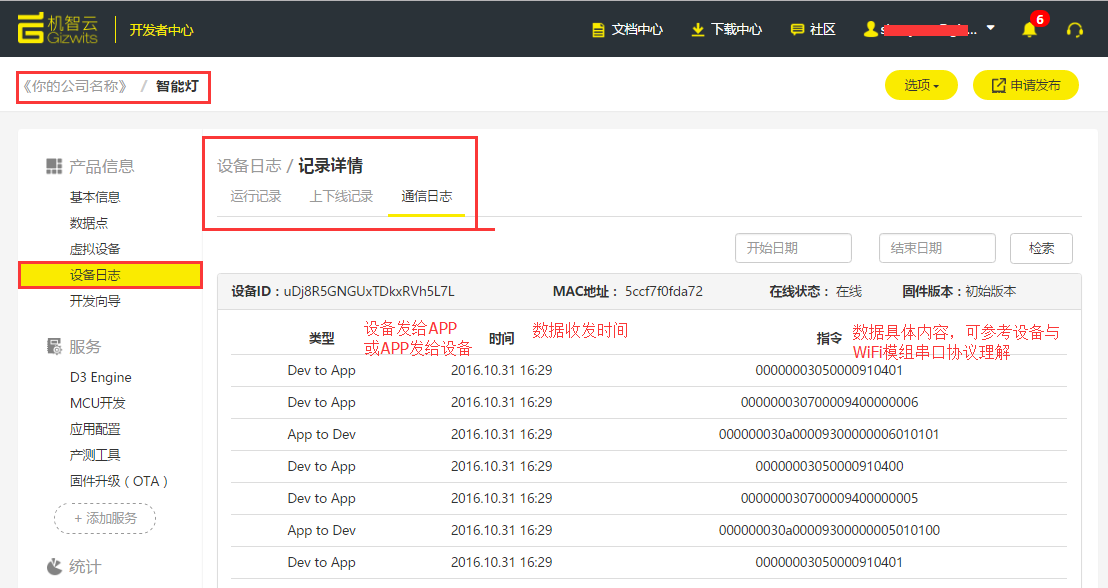 机智云
Gizwits
开发者中心
文档中心
下载中心
社区
6
《你的公司名称》 / 智能灯
选项
申请发布
产品信息
基本信息
数据点
虚拟设备
设备日志
开发向导
服务
D3 Engine
MCU开发
应用配置
产测工具
固件升级（OTA）
+ 添加服务
统计
设备日志 / 记录详情
运行记录 上下线记录 通信日志
开始日期 结束日期 检索
设备ID：uDj8R5GNGUxTDkxRVh5L7L MAC地址： 5ccf7f0fda72 在线状态： 在线 固件版本：初始版本
类型
设备发给APP
或APP发给设备
时间
数据收发时间
指令
数据具体内容，可参考设备与
WiFi模组串口协议理解
Dev to App 2016.10.31 16:29 00000003050000910401
Dev to App 2016.10.31 16:29 000000030700009400000006
App to Dev 2016.10.31 16:29 000000030a00009300000006010101
Dev to App 2016.10.31 16:29 00000003050000910400
Dev to App 2016.10.31 16:29 000000030700009400000005
App to Dev 2016.10.31 16:29 000000030a00009300000005010100
Dev to App 2016.10.31 16:29 00000003050000910401